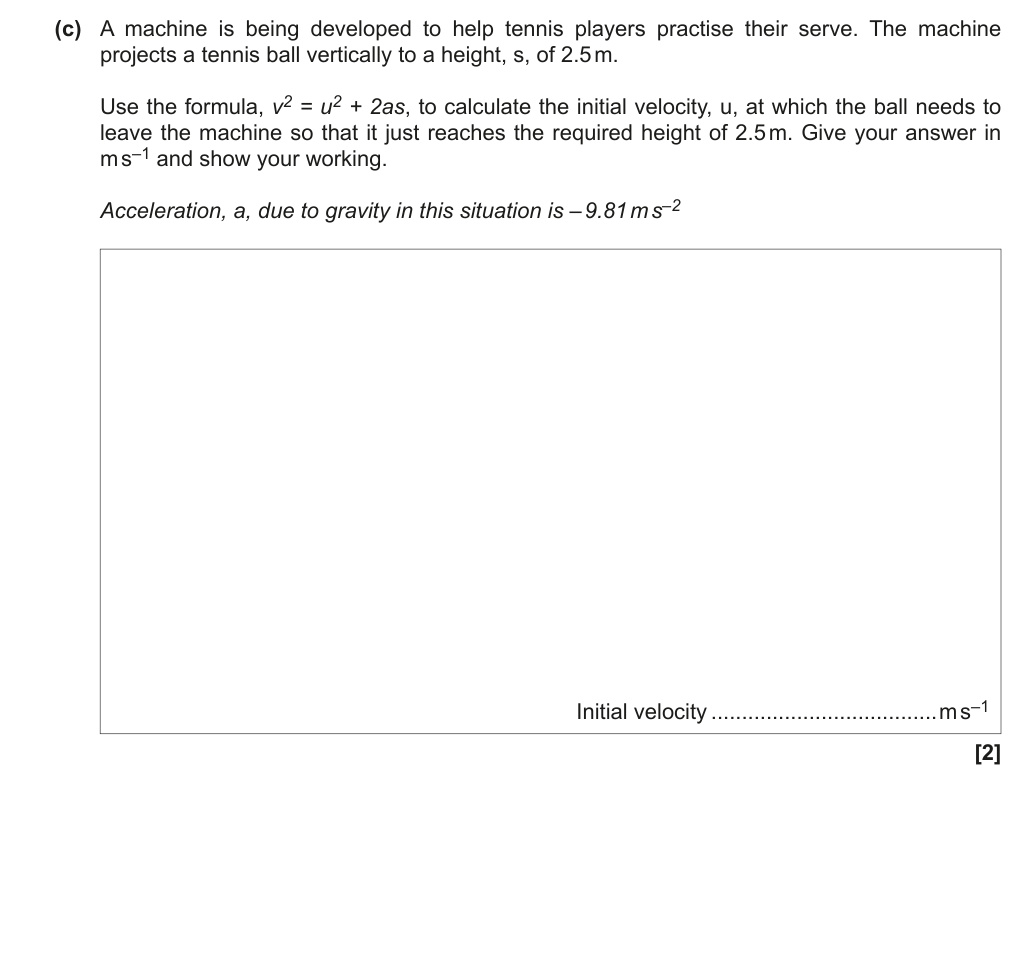 (c) A machine is being developed to help tennis players practise their serve. The machine
projects a tennis ball vertically to a height, s, of 2.5 m.
Use the formula, v² = u² + 2as, to calculate the initial velocity, u, at which the ball needs to
leave the machine so that it just reaches the required height of 2.5 m. Give your answer in
m s⁻¹ and show your working.
Acceleration, a, due to gravity in this situation is –9.81 m s⁻²
Initial velocity .....................................m s⁻¹
[2]